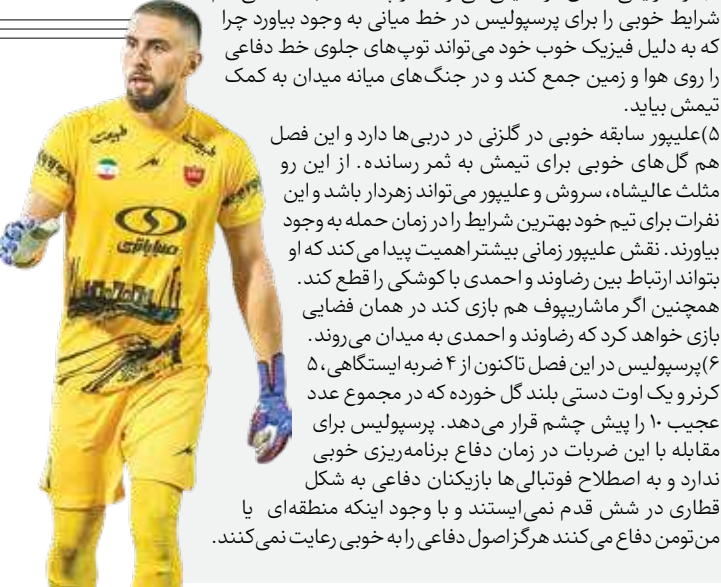 شرایط خوبی را برای پرسپولیس در خط میانی به وجود بیاورد چرا
که به دلیل فیزیک خوب خود می‌تواند توپ‌های جلوی خط دفاعی
را روی هوا و زمین جمع کند و در جنگ‌های میانه میدان به کمک
تیمش بیاید.
۵)علیپور سابقه خوبی در گلزنی در دربی‌ها دارد و این فصل
هم گل‌های خوبی برای تیمش به ثمر رسانده. از این رو
مثلث عالیشاه، سروش و علیپور می‌تواند زهردار باشد و این
نفرات برای تیم خود بهترین شرایط را در زمان حمله به وجود
بیاورند. نقش علیپور زمانی بیشتر اهمیت پیدا می‌کند که او
بتواند ارتباط بین رضاوند و احمدی با کوشکی را قطع کند.
همچنین اگر ماشاریپوف هم بازی کند در همان فضایی
بازی خواهد کرد که رضاوند و احمدی به میدان می‌روند.
۶)پرسپولیس در این فصل تاکنون از ۴ ضربه ایستگاهی، ۵
کرنر و یک اوت دستی بلند گل خورده که در مجموع عدد
عجیب ۱۰ را پیش چشم قرار می‌دهد. پرسپولیس برای
مقابله با این ضربات در زمان دفاع برنامه‌ریزی خوبی
ندارد و به اصطلاح فوتبالی‌ها بازیکنان دفاعی به شکل
قطاری در شش قدم نمی‌ایستند و با وجود اینکه منطقه‌ای یا
من‌تومن دفاع می‌کنند هرگز اصول دفاعی را به خوبی رعایت نمی‌کنند.